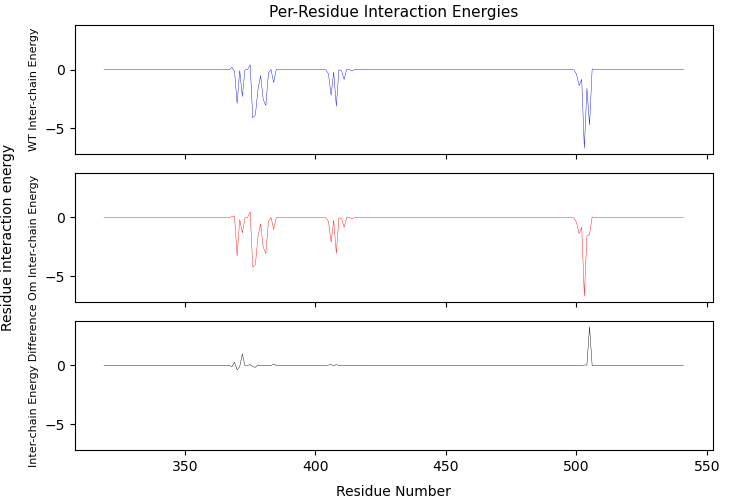 Per-Residue Interaction Energies
Residue interaction energy
WT Inter-chain Energy
0
−5
Om Inter-chain Energy
0
−5
Inter-chain Energy Difference
0
−5
350
400
450
500
550
Residue Number